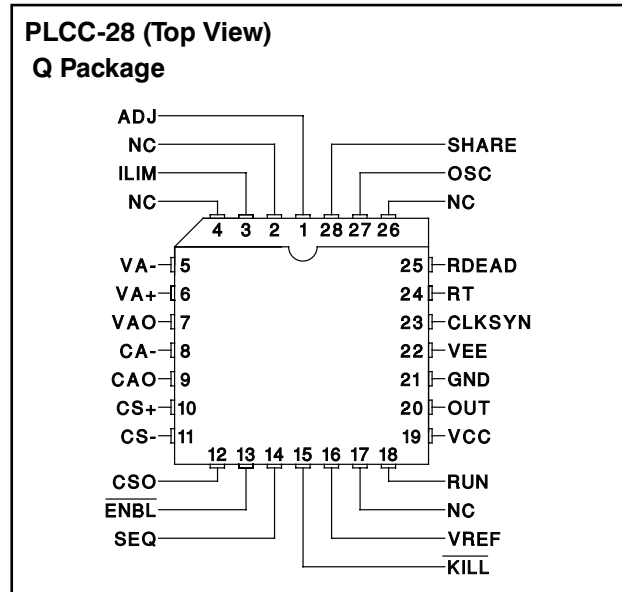 PLCC-28 (Top View)
Q Package
ADJ
NC
ILIM
NC
SHARE
OSC
NC
4 3 2 1 28 27 26
VA- 5
VA+ 6
VAO 7
CA- 8
CAO 9
CS+ 10
CS- 11
25 RDEAD
24 RT
23 CLKSYN
22 VEE
21 GND
20 OUT
19 VCC
12 13 14 15 16 17 18
CSO
ENBL
SEQ
RUN
NC
VREF
KILL